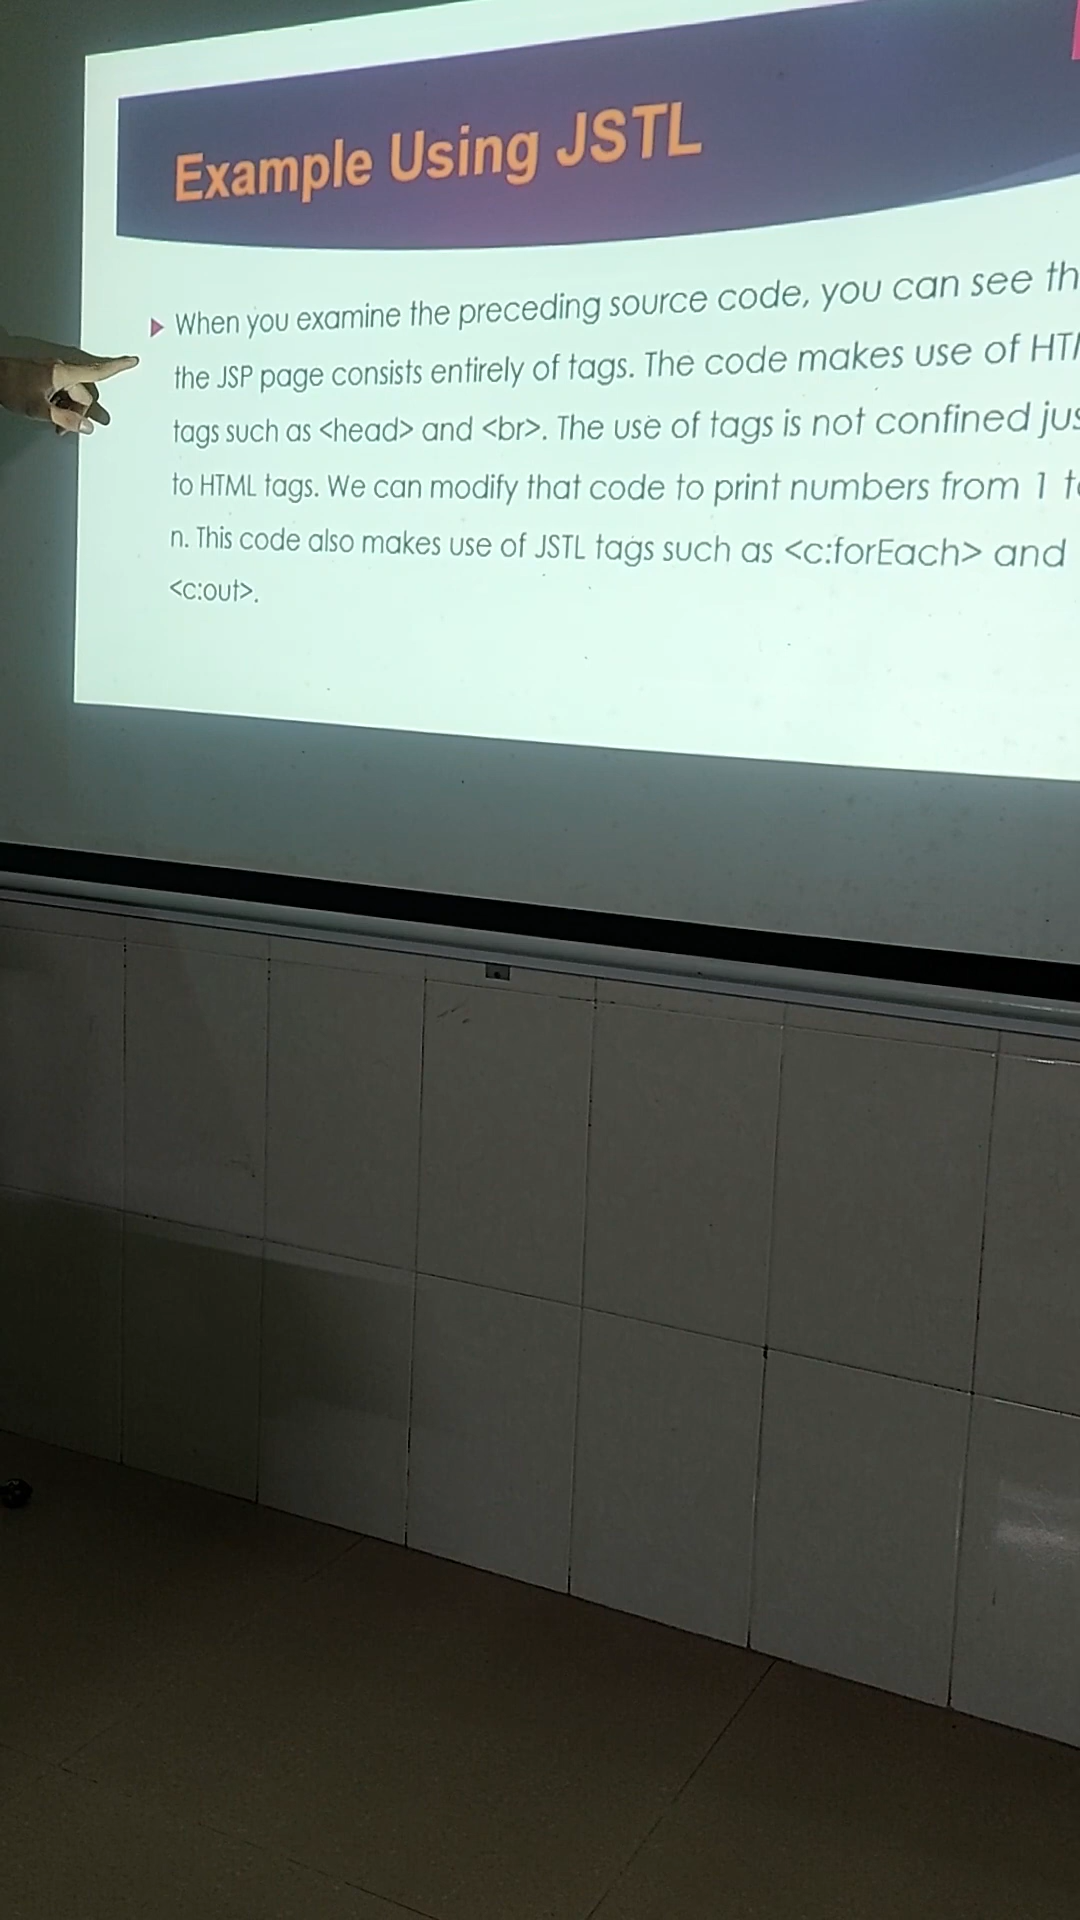 Example Using JSTL
When you examine the preceding source code, you can see
the JSP page consists entirely of tags. The code makes use of
tags such as <head> and <br>. The use of tags is not confined
to HTML tags. We can modify that code to print numbers from 1
n. This code also makes use of JSTL tags such as <c:forEach> and
<c:out>.